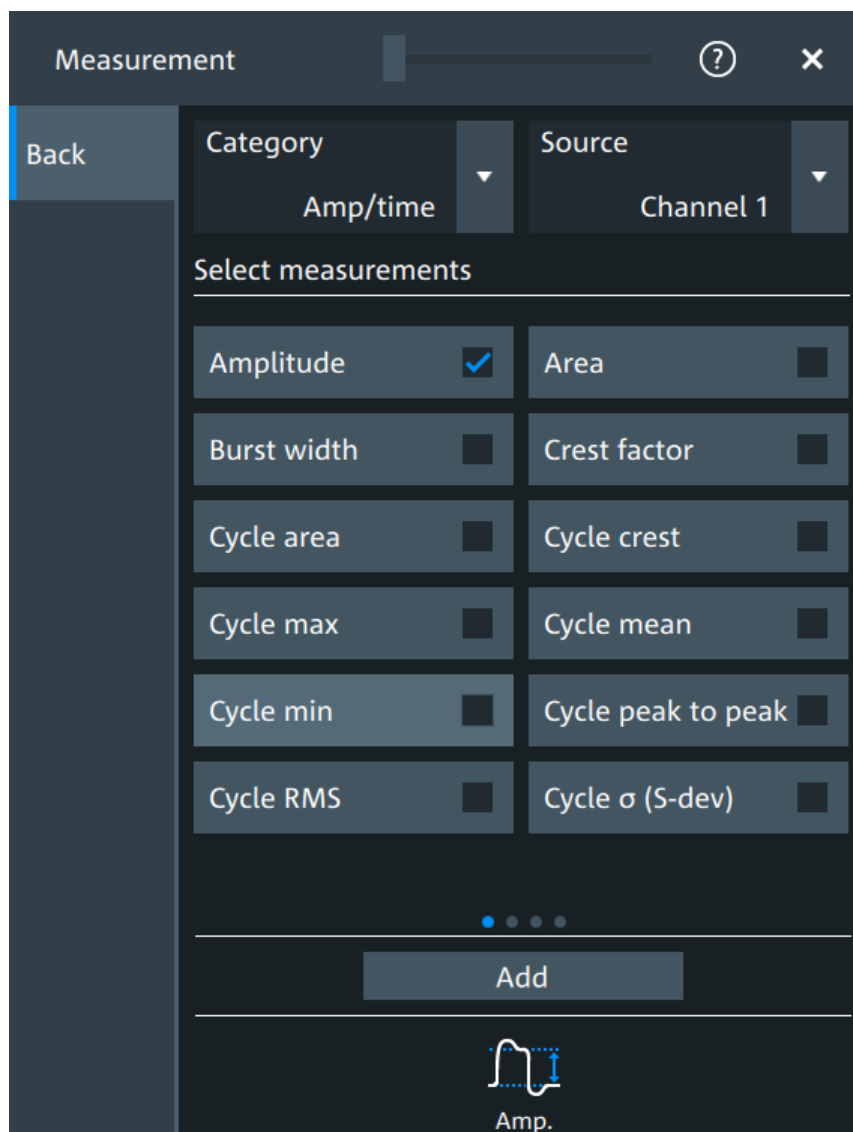 Measurement
?
Back
Category
Amp/time
Source
Channel 1
Select measurements
Amplitude
Area
Burst width
Crest factor
Cycle area
Cycle crest
Cycle max
Cycle mean
Cycle min
Cycle peak to peak
Cycle RMS
Cycle σ (S-dev)
Add
Amp.